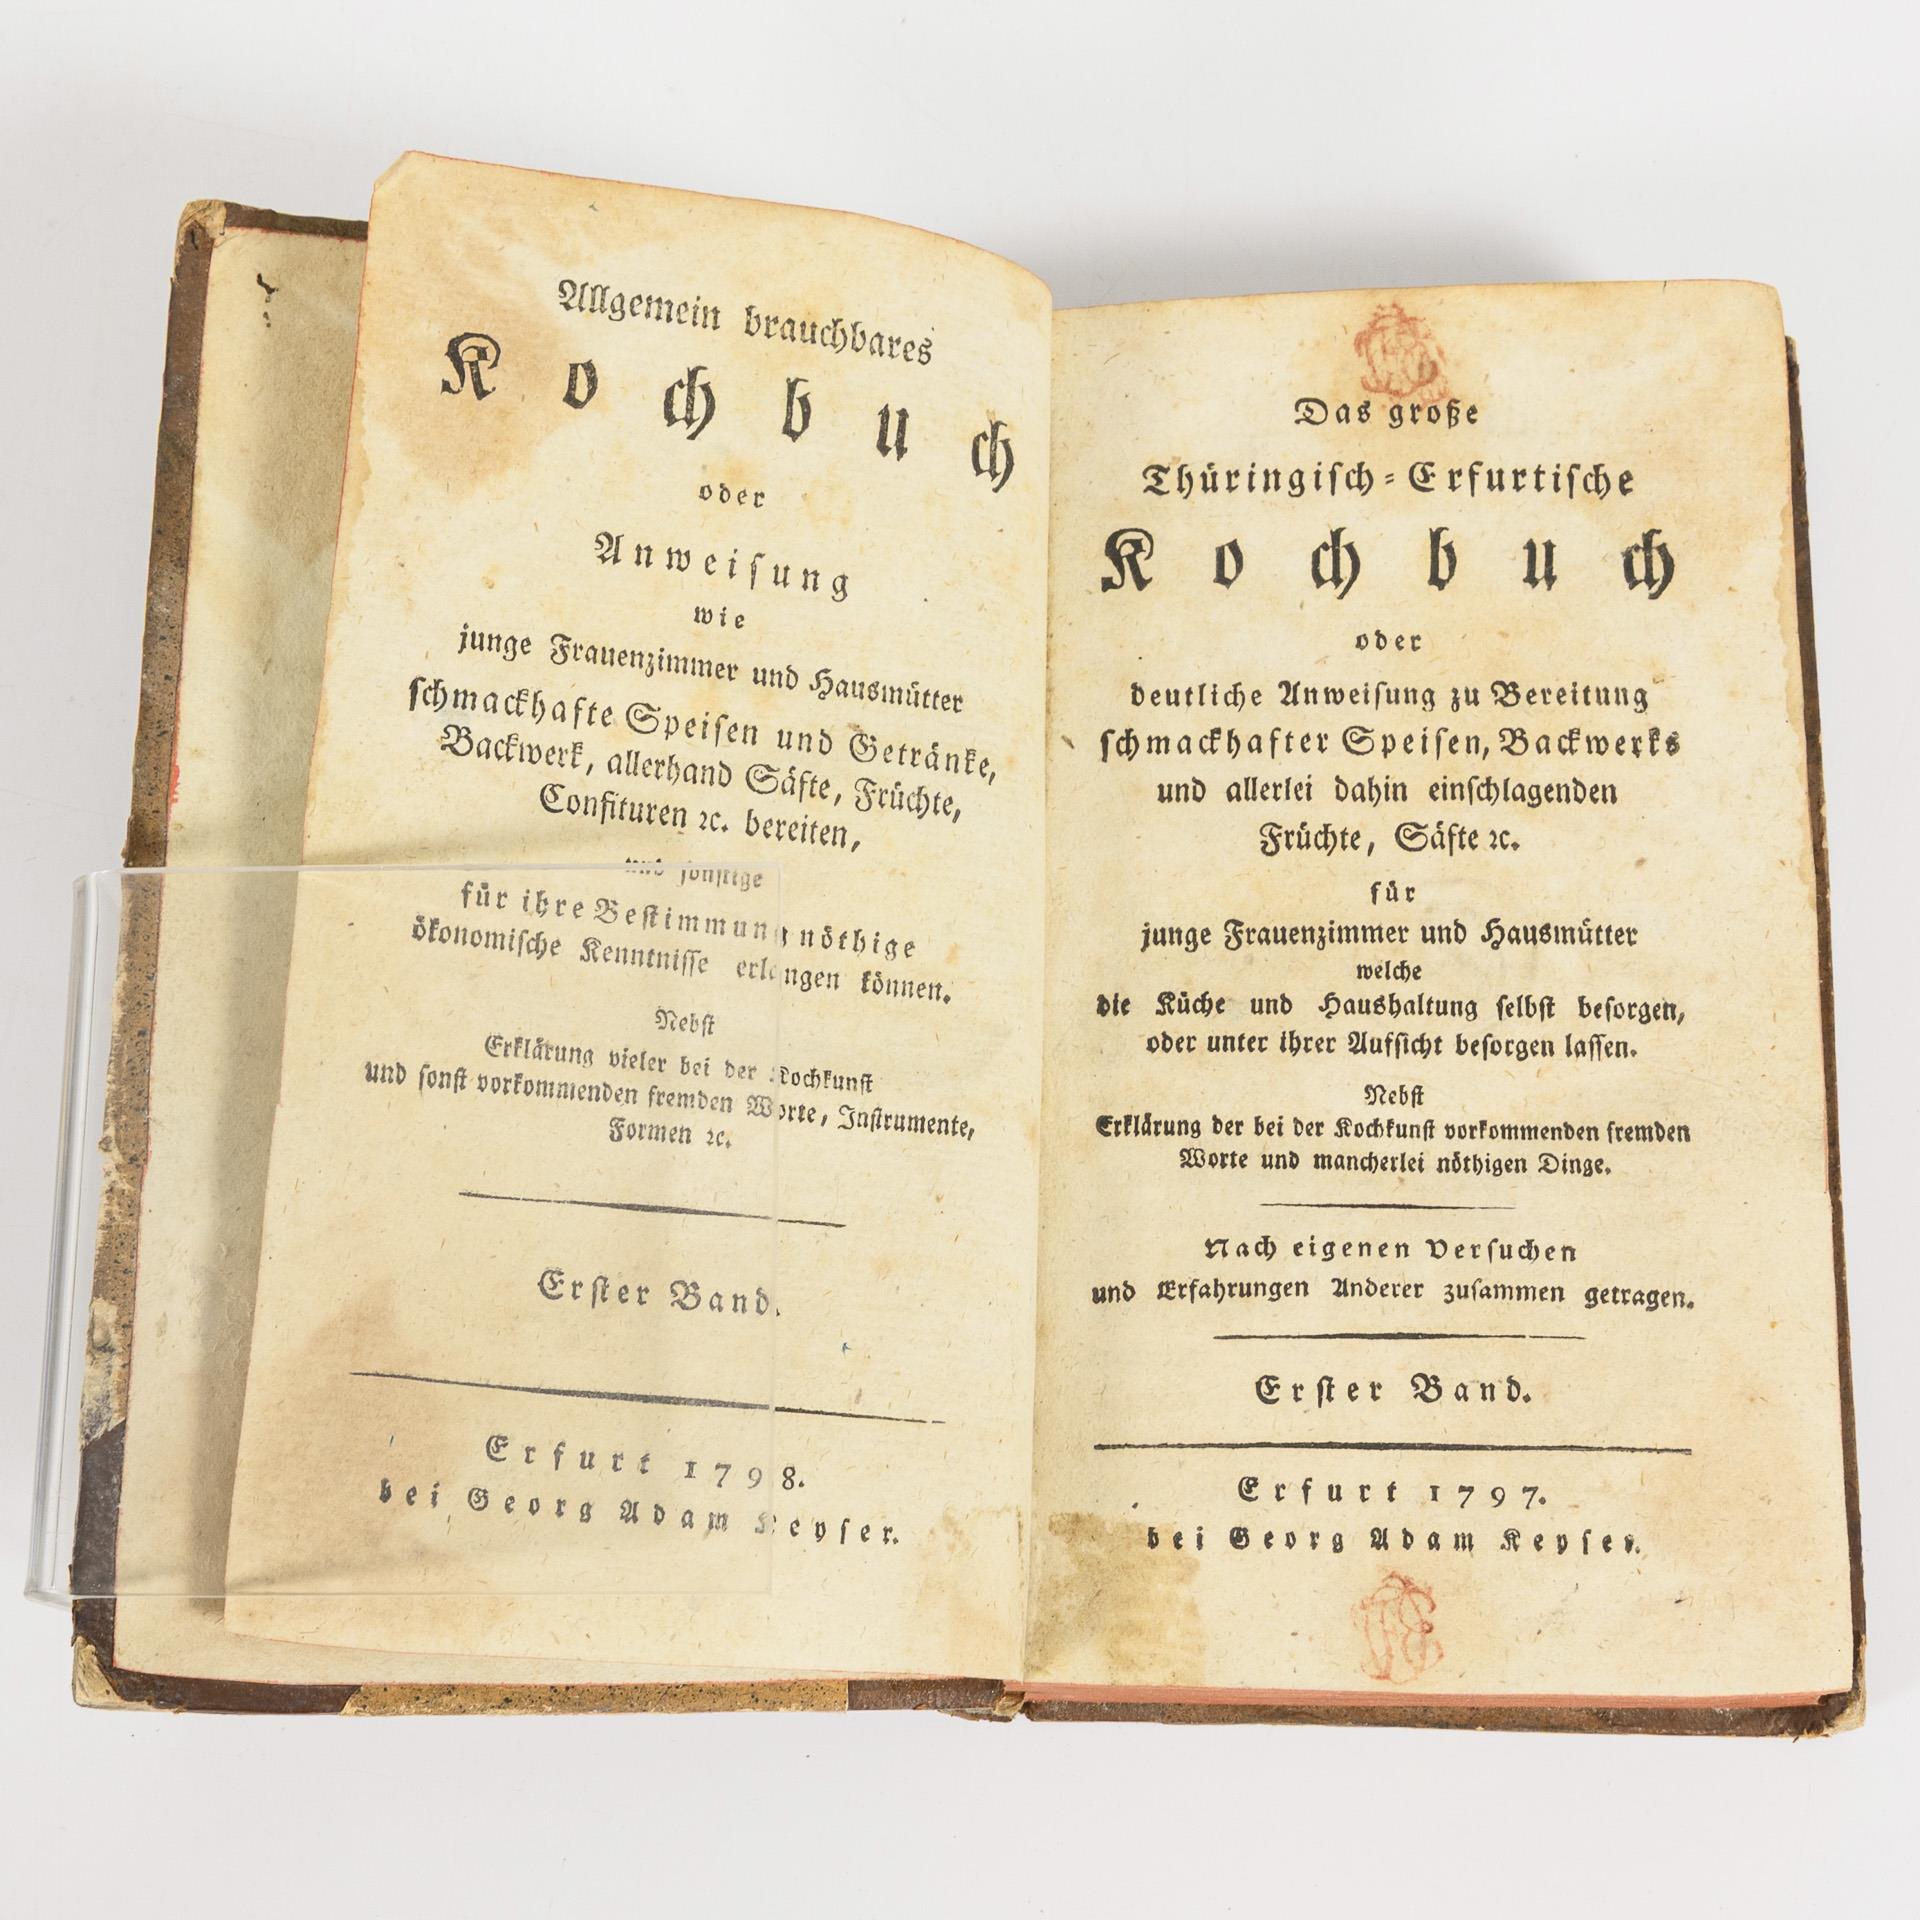 Allgemein brauchbares
Kochbuch
oder
Anweiſung
wie
junge Frauenzimmer und Hausmütter
ſchmackhafte Speiſen und Getränke,
Backwerk, allerhand Säfte, Früchte,
Confituren ꝛc. bereiten,
und ſonſtige
für ihre Beſtimmung nöthige
ökonomiſche Kenntniſſe erlangen können.
Nebſt
Erklärung vieler bei der Kochkunſt
und ſonſt vorkommenden fremden Worte, Inſtrumente,
Formen ꝛc.
Erſter Band.
Erfurt 1798.
bei Georg Adam Keyſer.
Das große
Thüringiſch-Erfurtiſche
Kochbuch
oder
deutliche Anweiſung zu Bereitung
ſchmackhafter Speiſen, Backwerks
und allerlei dahin einſchlagenden
Früchte, Säfte ꝛc.
für
junge Frauenzimmer und Hausmütter
welche
die Küche und Haushaltung ſelbſt beſorgen,
oder unter ihrer Aufſicht beſorgen laſſen.
Nebſt
Erklärung der bei der Kochkunſt vorkommenden fremden
Worte und mancherlei nöthigen Dinge.
Nach eigenen Verſuchen
und Erfahrungen Anderer zuſammen getragen.
Erſter Band.
Erfurt 1797.
bei Georg Adam Keyſer.